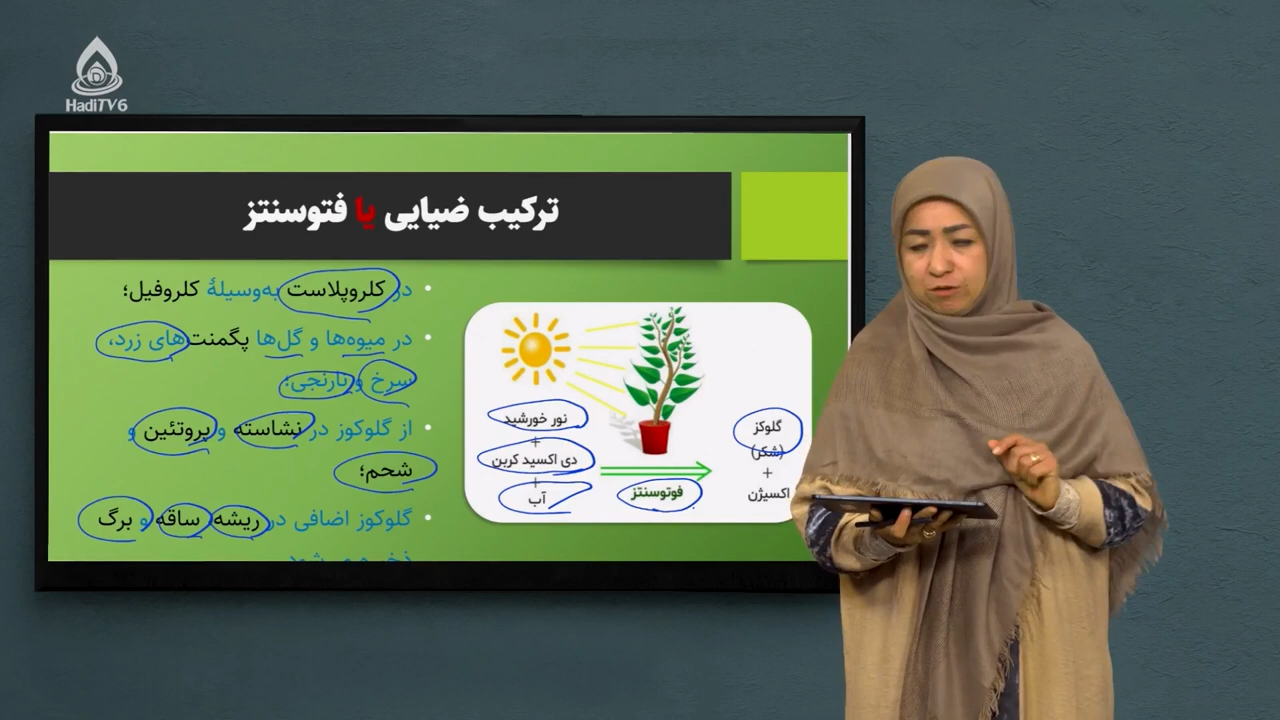 HadiTV6
ترکیب ضیایی یا فتوسنتز
در کلروپلاست به‌وسیلهٔ کلروفیل؛
در میوه‌ها و گل‌ها پگمنت‌های زرد،
سرخ و نارنجی؛
از گلوکوز در نشاسته و پروتئین و
شحم؛
گلوکوز اضافی در ریشه، ساقه و برگ
نور خورشید
+
دی اکسید کربن
+
آب
فوتوسنتز
گلوکز
(شکر)
+
اکسیژن